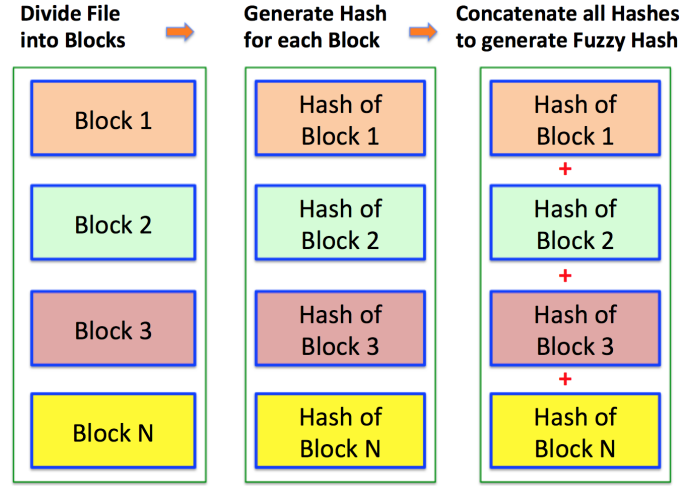 Divide File
into Blocks
Generate Hash
for each Block
Concatenate all Hashes
to generate Fuzzy Hash
Block 1
Block 2
Block 3
Block N
Hash of
Block 1
Hash of
Block 2
Hash of
Block 3
Hash of
Block N
Hash of
Block 1
+
Hash of
Block 2
+
Hash of
Block 3
+
Hash of
Block N